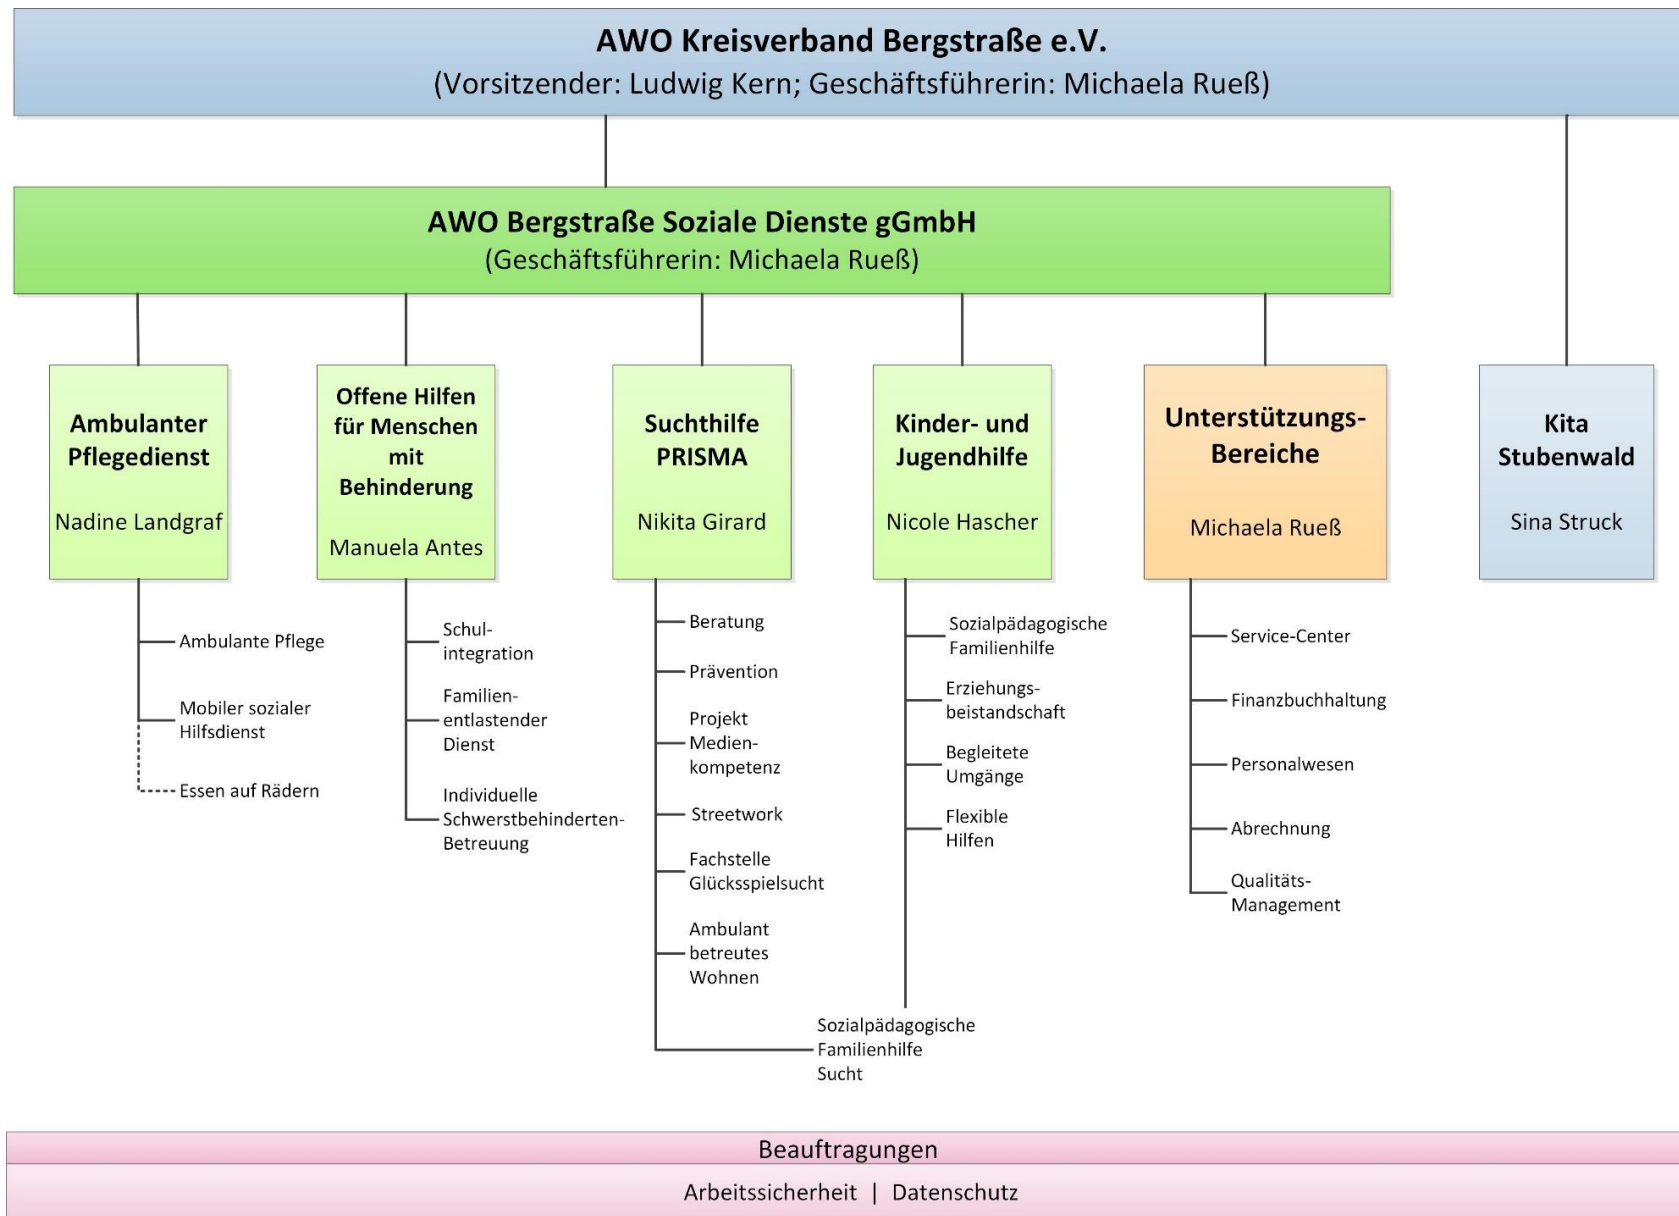 AWO Kreisverband Bergstraße e.V.
(Vorsitzender: Ludwig Kern; Geschäftsführerin: Michaela Rueß)
AWO Bergstraße Soziale Dienste gGmbH
(Geschäftsführerin: Michaela Rueß)
Ambulanter
Pflegedienst
Nadine Landgraf
Ambulante Pflege
Mobiler sozialer
Hilfsdienst
Essen auf Rädern
Offene Hilfen
für Menschen
mit
Behinderung
Manuela Antes
Schul-
integration
Familien-
entlastender
Dienst
Individuelle
Schwerstbehinderten-
Betreuung
Suchthilfe
PRISMA
Nikita Girard
Beratung
Prävention
Projekt
Medien-
kompetenz
Streetwork
Fachstelle
Glücksspielsucht
Ambulant
betreutes
Wohnen
Kinder- und
Jugendhilfe
Nicole Hascher
Sozialpädagogische
Familienhilfe
Erziehungs-
beistandschaft
Begleitete
Umgänge
Flexible
Hilfen
Sozialpädagogische
Familienhilfe
Sucht
Unterstützungs-
Bereiche
Michaela Rueß
Service-Center
Finanzbuchhaltung
Personalwesen
Abrechnung
Qualitäts-
Management
Kita
Stubenwald
Sina Struck
Beauftragungen
Arbeitssicherheit | Datenschutz